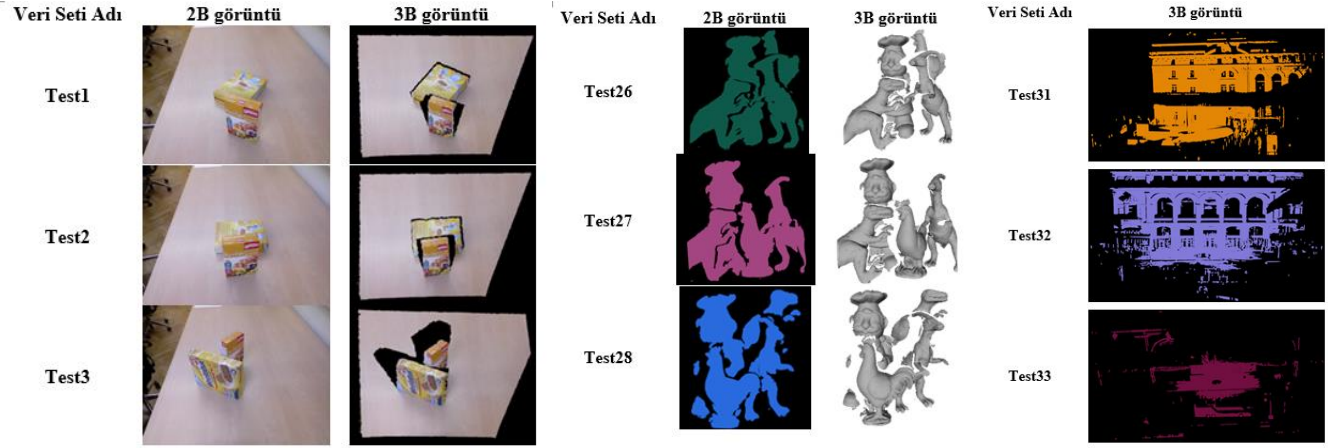 Veri Seti Adı 2B görüntü 3B görüntü
Test1
Test2
Test3
Veri Seti Adı 2B görüntü 3B görüntü
Test26
Test27
Test28
Veri Seti Adı 3B görüntü
Test31
Test32
Test33